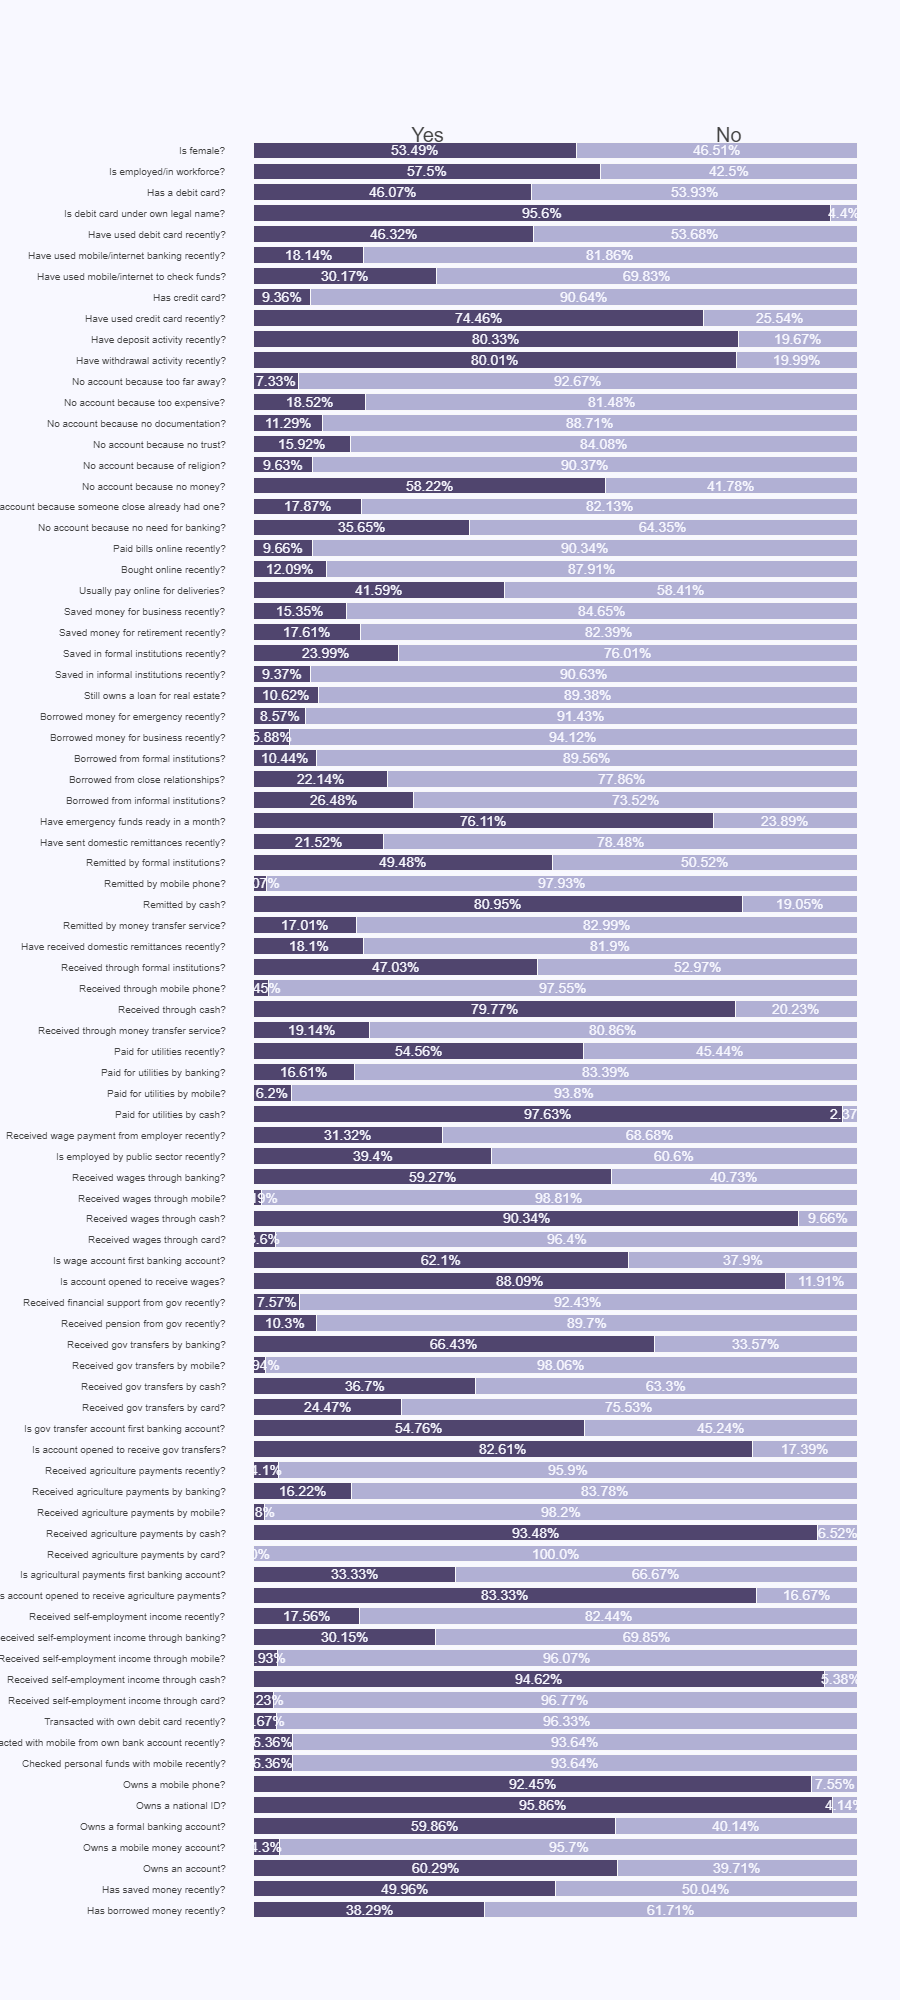 Yes No
Is female? 53.49% 46.51%
Is employed/in workforce? 57.5% 42.5%
Has a debit card? 46.07% 53.93%
Is debit card under own legal name? 95.6% 4.4%
Have used debit card recently? 46.32% 53.68%
Have used mobile/internet banking recently? 18.14% 81.86%
Have used mobile/internet to check funds? 30.17% 69.83%
Has credit card? 9.36% 90.64%
Have used credit card recently? 74.46% 25.54%
Have deposit activity recently? 80.33% 19.67%
Have withdrawal activity recently? 80.01% 19.99%
No account because too far away? 7.33% 92.67%
No account because too expensive? 18.52% 81.48%
No account because no documentation? 11.29% 88.71%
No account because no trust? 15.92% 84.08%
No account because of religion? 9.63% 90.37%
No account because no money? 58.22% 41.78%
account because someone close already had one? 17.87% 82.13%
No account because no need for banking? 35.65% 64.35%
Paid bills online recently? 9.66% 90.34%
Bought online recently? 12.09% 87.91%
Usually pay online for deliveries? 41.59% 58.41%
Saved money for business recently? 15.35% 84.65%
Saved money for retirement recently? 17.61% 82.39%
Saved in formal institutions recently? 23.99% 76.01%
Saved in informal institutions recently? 9.37% 90.63%
Still owns a loan for real estate? 10.62% 89.38%
Borrowed money for emergency recently? 8.57% 91.43%
Borrowed money for business recently? 5.88% 94.12%
Borrowed from formal institutions? 10.44% 89.56%
Borrowed from close relationships? 22.14% 77.86%
Borrowed from informal institutions? 26.48% 73.52%
Have emergency funds ready in a month? 76.11% 23.89%
Have sent domestic remittances recently? 21.52% 78.48%
Remitted by formal institutions? 49.48% 50.52%
Remitted by mobile phone? 07% 97.93%
Remitted by cash? 80.95% 19.05%
Remitted by money transfer service? 17.01% 82.99%
Have received domestic remittances recently? 18.1% 81.9%
Received through formal institutions? 47.03% 52.97%
Received through mobile phone? 45% 97.55%
Received through cash? 79.77% 20.23%
Received through money transfer service? 19.14% 80.86%
Paid for utilities recently? 54.56% 45.44%
Paid for utilities by banking? 16.61% 83.39%
Paid for utilities by mobile? 6.2% 93.8%
Paid for utilities by cash? 97.63% 2.37
Received wage payment from employer recently? 31.32% 68.68%
Is employed by public sector recently? 39.4% 60.6%
Received wages through banking? 59.27% 40.73%
Received wages through mobile? 19% 98.81%
Received wages through cash? 90.34% 9.66%
Received wages through card? 3.6% 96.4%
Is wage account first banking account? 62.1% 37.9%
Is account opened to receive wages? 88.09% 11.91%
Received financial support from gov recently? 7.57% 92.43%
Received pension from gov recently? 10.3% 89.7%
Received gov transfers by banking? 66.43% 33.57%
Received gov transfers by mobile? 94% 98.06%
Received gov transfers by cash? 36.7% 63.3%
Received gov transfers by card? 24.47% 75.53%
Is gov transfer account first banking account? 54.76% 45.24%
Is account opened to receive gov transfers? 82.61% 17.39%
Received agriculture payments recently? 4.1% 95.9%
Received agriculture payments by banking? 16.22% 83.78%
Received agriculture payments by mobile? 8% 98.2%
Received agriculture payments by cash? 93.48% 6.52%
Received agriculture payments by card? 0% 100.0%
Is agricultural payments first banking account? 33.33% 66.67%
s account opened to receive agriculture payments? 83.33% 16.67%
Received self-employment income recently? 17.56% 82.44%
eceived self-employment income through banking? 30.15% 69.85%
Received self-employment income through mobile? .93% 96.07%
Received self-employment income through cash? 94.62% 5.38%
Received self-employment income through card? .23% 96.77%
Transacted with own debit card recently? .67% 96.33%
acted with mobile from own bank account recently? 6.36% 93.64%
Checked personal funds with mobile recently? 6.36% 93.64%
Owns a mobile phone? 92.45% 7.55%
Owns a national ID? 95.86% 4.14%
Owns a formal banking account? 59.86% 40.14%
Owns a mobile money account? 4.3% 95.7%
Owns an account? 60.29% 39.71%
Has saved money recently? 49.96% 50.04%
Has borrowed money recently? 38.29% 61.71%